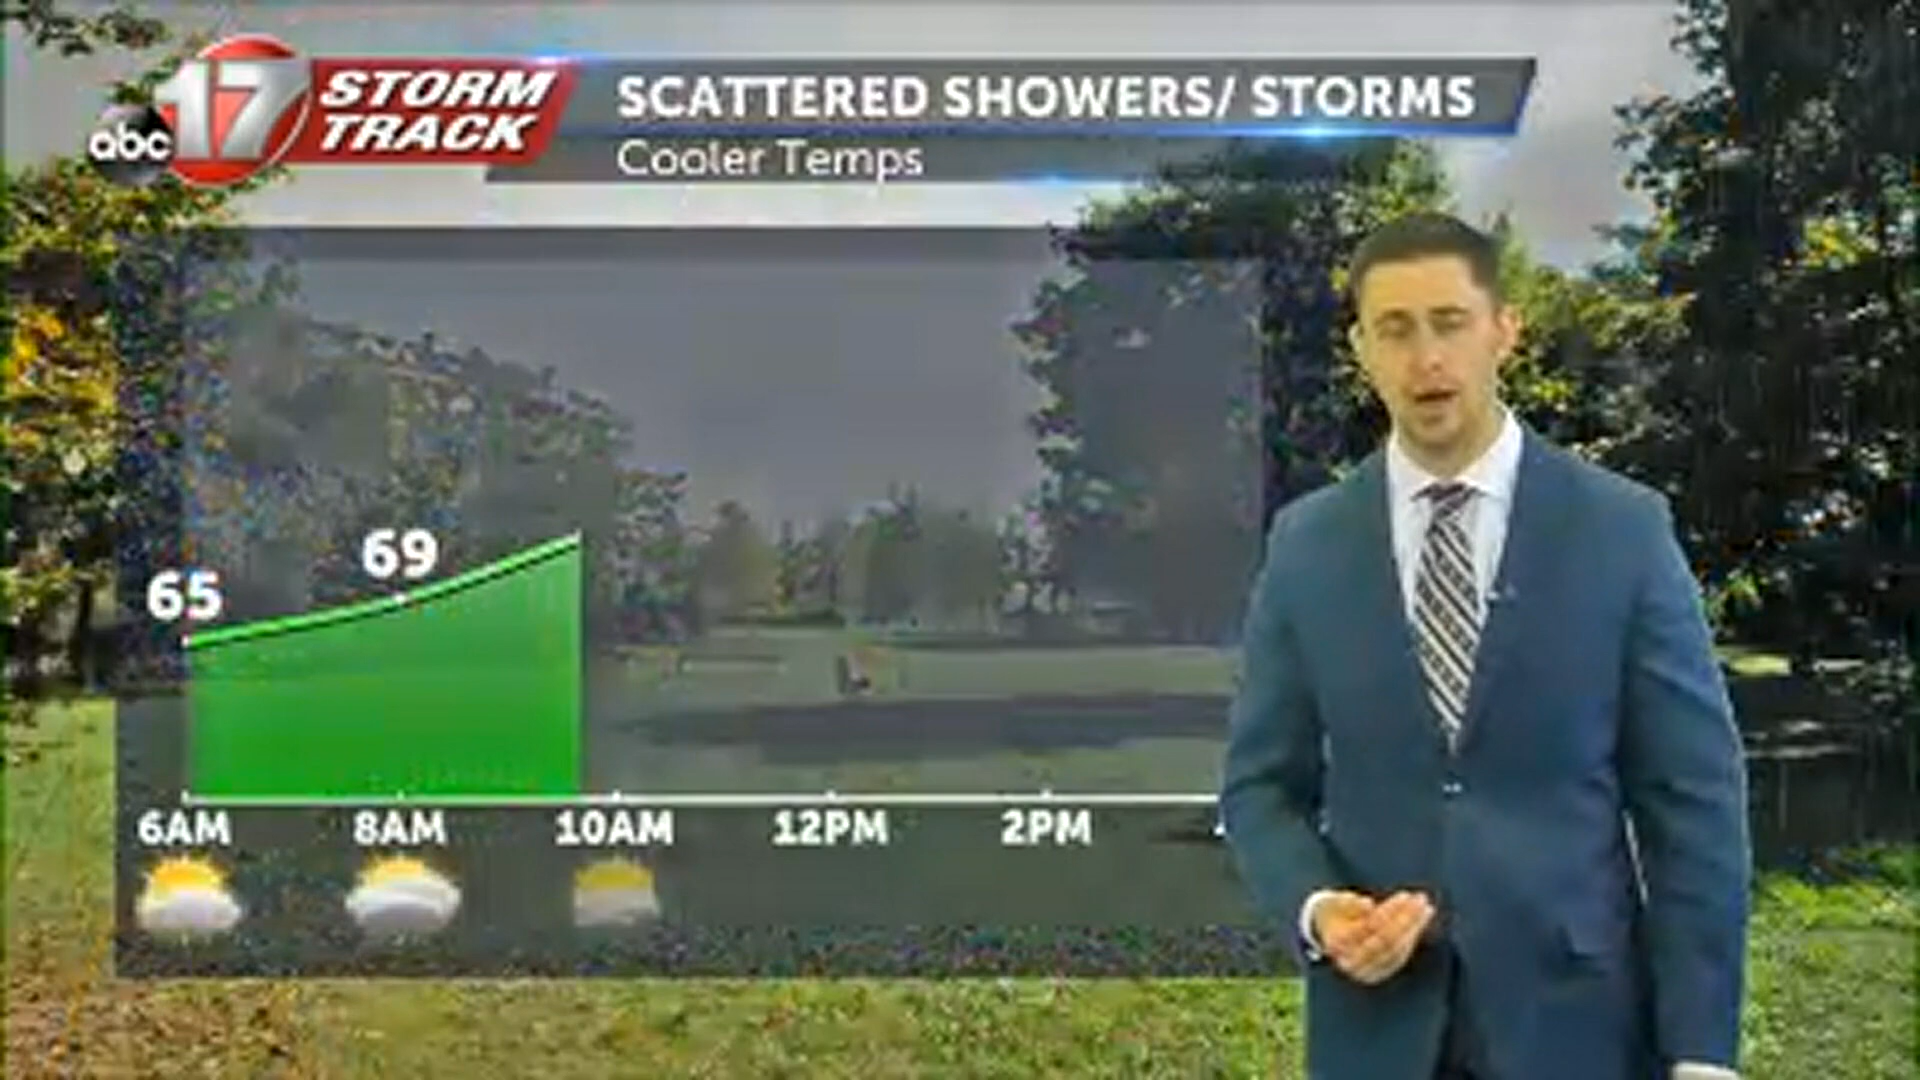 abc 17 STORM TRACK
SCATTERED SHOWERS/ STORMS
Cooler Temps
69
65
6AM 8AM 10AM 12PM 2PM